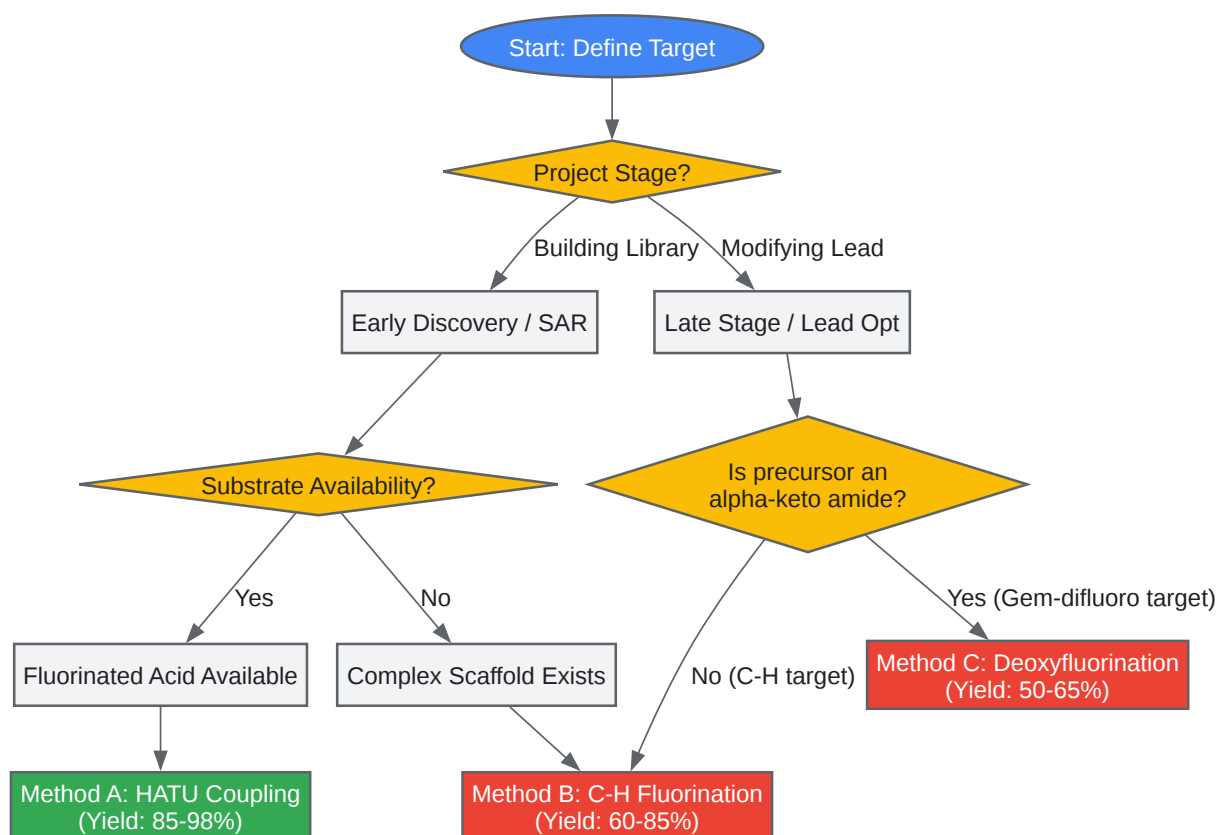 Start: Define Target
Project Stage?
Building Library
Modifying Lead
Early Discovery / SAR
Late Stage / Lead Opt
Is precursor an
alpha-keto amide?
Substrate Availability?
Yes
No
Yes (Gem-difluoro target)
Fluorinated Acid Available
Complex Scaffold Exists
No (C-H target)
Method C: Deoxyfluorination
(Yield: 50-65%)
Method A: HATU Coupling
(Yield: 85-98%)
Method B: C-H Fluorination
(Yield: 60-85%)